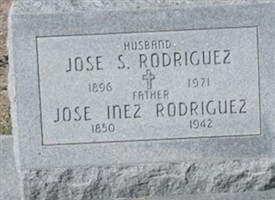 HUSBAND
JOSE S. RODRIGUEZ
1896 1971
FATHER
JOSE INEZ RODRIGUEZ
1850 1942